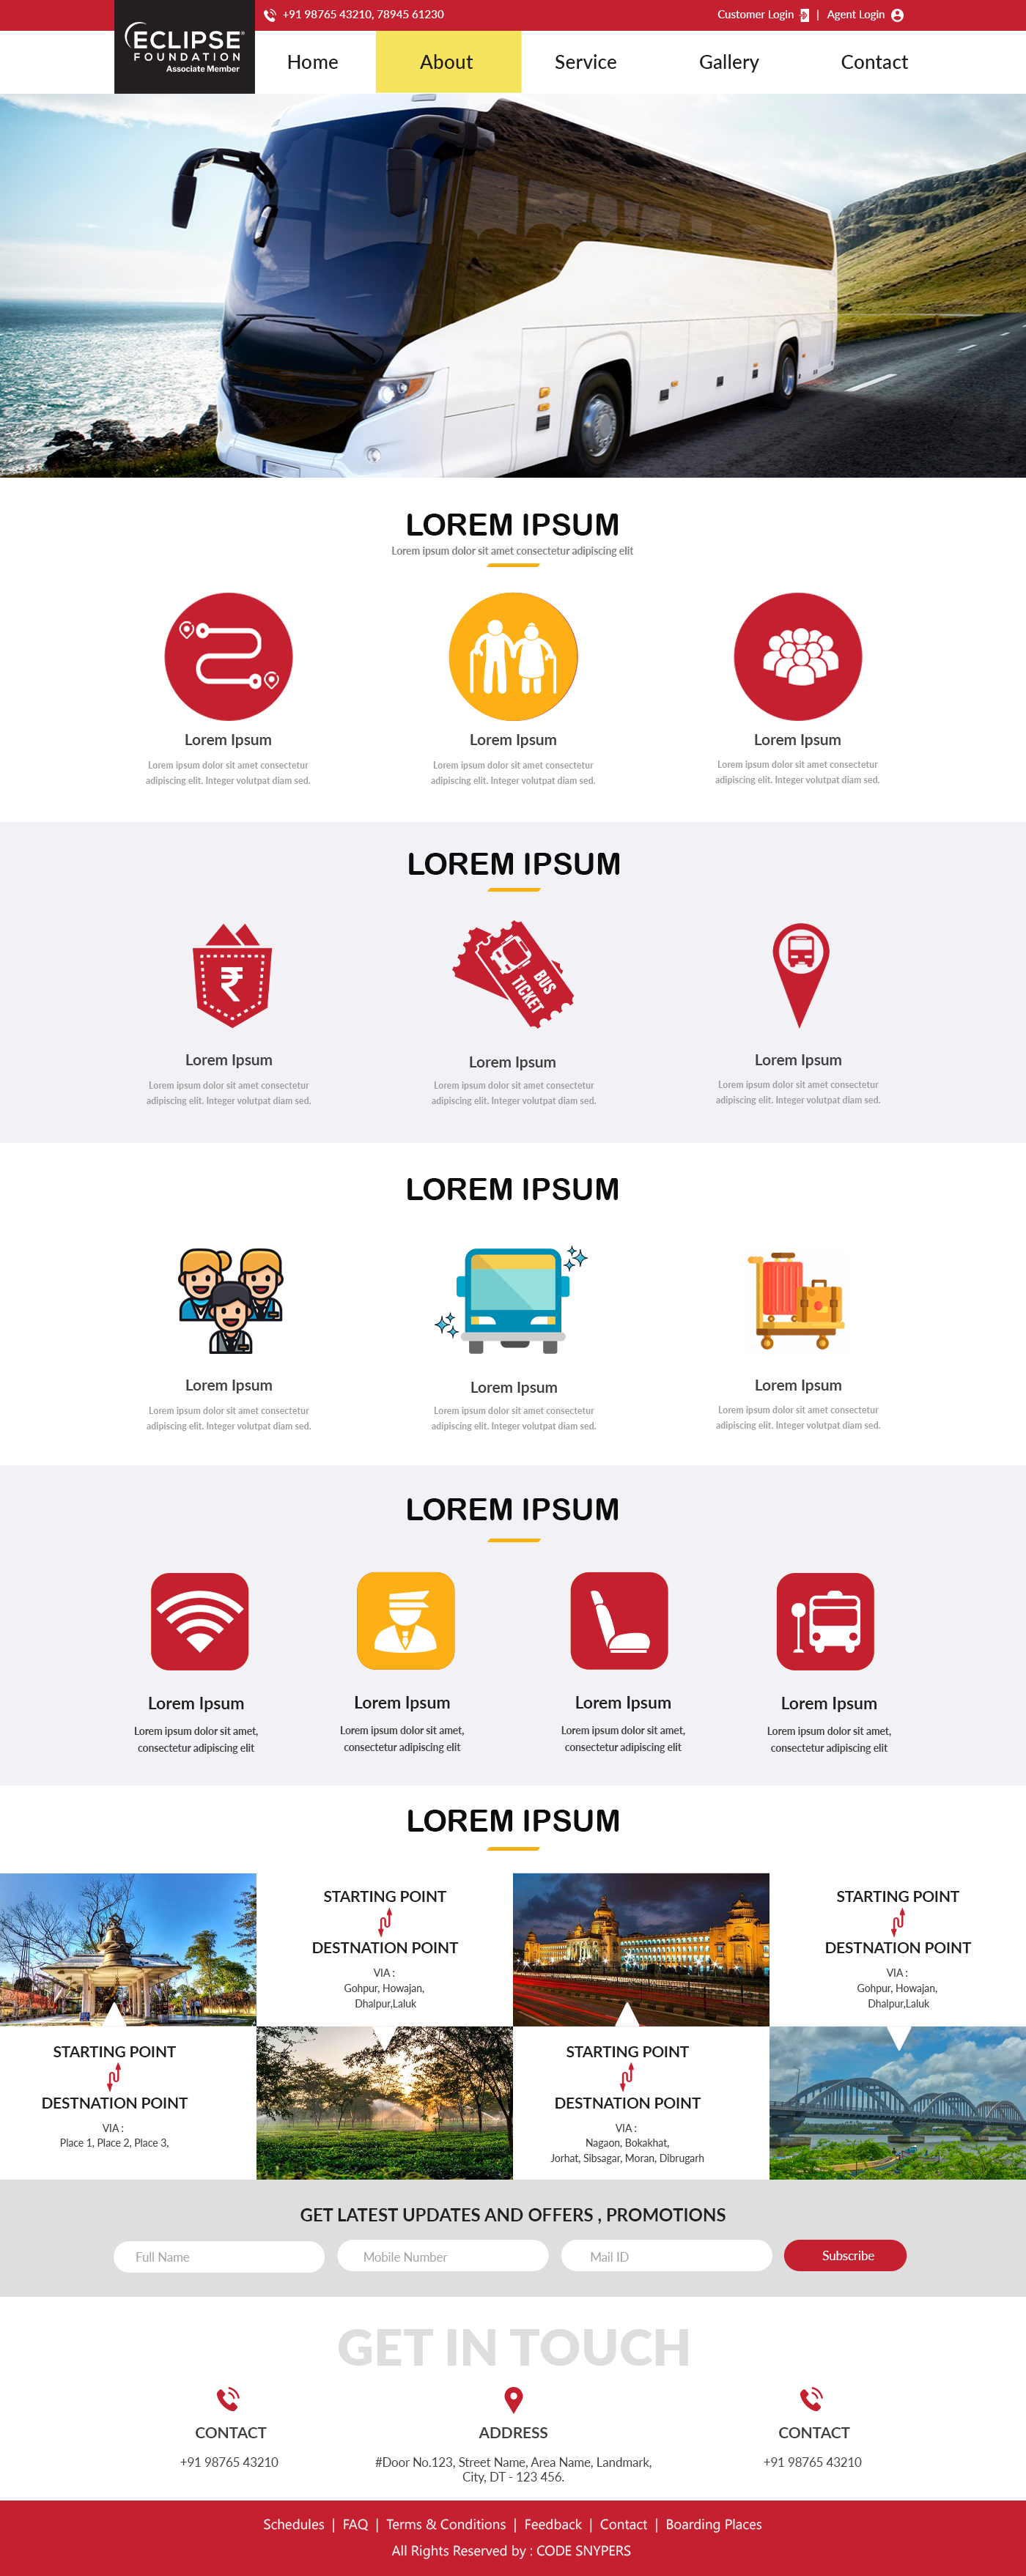 +91 98765 43210, 78945 61230
Customer Login | Agent Login
ECLIPSE®
FOUNDATION
Associate Member
Home About Service Gallery Contact
LOREM IPSUM
Lorem ipsum dolor sit amet consectetur adipiscing elit
Lorem Ipsum
Lorem ipsum dolor sit amet consectetur
adipiscing elit. Integer volutpat diam sed.
Lorem Ipsum
Lorem ipsum dolor sit amet consectetur
adipiscing elit. Integer volutpat diam sed.
Lorem Ipsum
Lorem ipsum dolor sit amet consectetur
adipiscing elit. Integer volutpat diam sed.
LOREM IPSUM
₹
Lorem Ipsum
Lorem ipsum dolor sit amet consectetur
adipiscing elit. Integer volutpat diam sed.
BUS
TICKET
Lorem Ipsum
Lorem ipsum dolor sit amet consectetur
adipiscing elit. Integer volutpat diam sed.
Lorem Ipsum
Lorem ipsum dolor sit amet consectetur
adipiscing elit. Integer volutpat diam sed.
LOREM IPSUM
Lorem Ipsum
Lorem ipsum dolor sit amet consectetur
adipiscing elit. Integer volutpat diam sed.
Lorem Ipsum
Lorem ipsum dolor sit amet consectetur
adipiscing elit. Integer volutpat diam sed.
Lorem Ipsum
Lorem ipsum dolor sit amet consectetur
adipiscing elit. Integer volutpat diam sed.
LOREM IPSUM
Lorem Ipsum
Lorem ipsum dolor sit amet,
consectetur adipiscing elit
Lorem Ipsum
Lorem ipsum dolor sit amet,
consectetur adipiscing elit
Lorem Ipsum
Lorem ipsum dolor sit amet,
consectetur adipiscing elit
Lorem Ipsum
Lorem ipsum dolor sit amet,
consectetur adipiscing elit
LOREM IPSUM
STARTING POINT
DESTNATION POINT
VIA :
Gohpur, Howajan,
Dhalpur,Laluk
STARTING POINT
DESTNATION POINT
VIA :
Gohpur, Howajan,
Dhalpur,Laluk
STARTING POINT
DESTNATION POINT
VIA :
Place 1, Place 2, Place 3,
STARTING POINT
DESTNATION POINT
VIA :
Nagaon, Bokakhat,
Jorhat, Sibsagar, Moran, Dibrugarh
GET LATEST UPDATES AND OFFERS , PROMOTIONS
Full Name Mobile Number Mail ID Subscribe
GET IN TOUCH
CONTACT
+91 98765 43210
ADDRESS
#Door No.123, Street Name, Area Name, Landmark,
City, DT - 123 456.
CONTACT
+91 98765 43210
Schedules | FAQ | Terms & Conditions | Feedback | Contact | Boarding Places
All Rights Reserved by : CODE SNYPERS